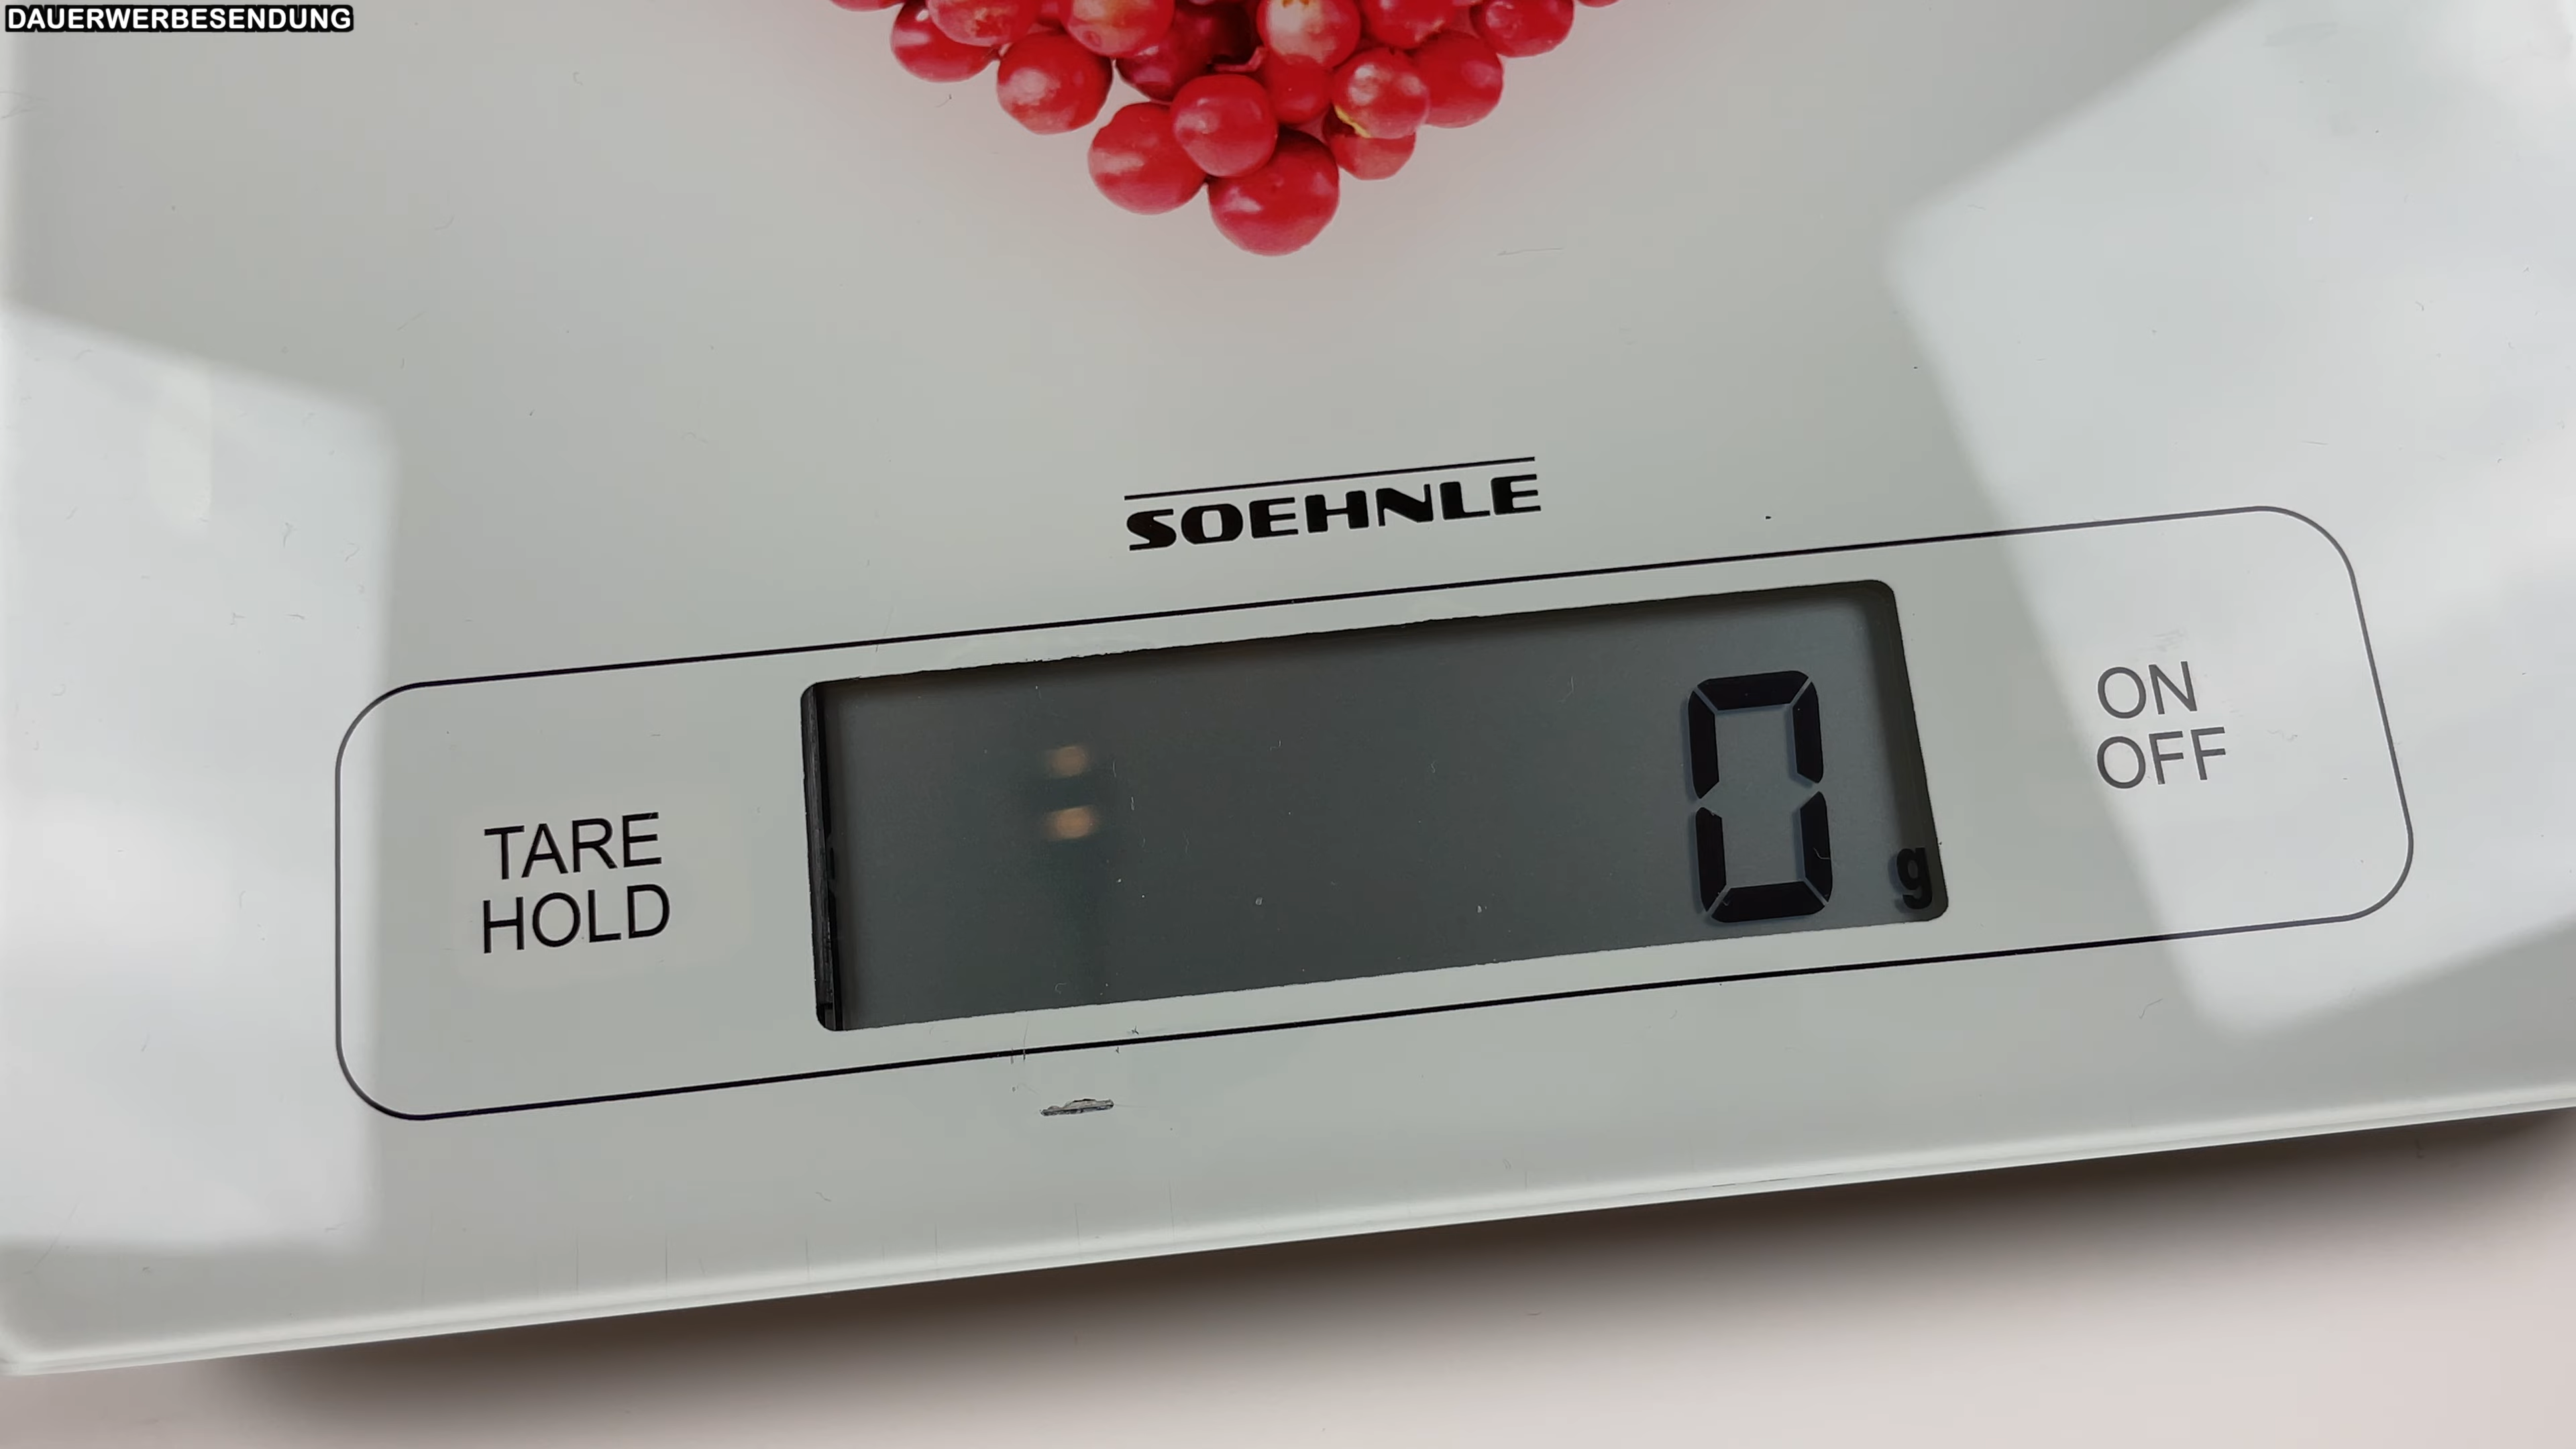 DAUERWERBESENDUNG
SOEHNLE
TARE
HOLD
0 g
ON
OFF